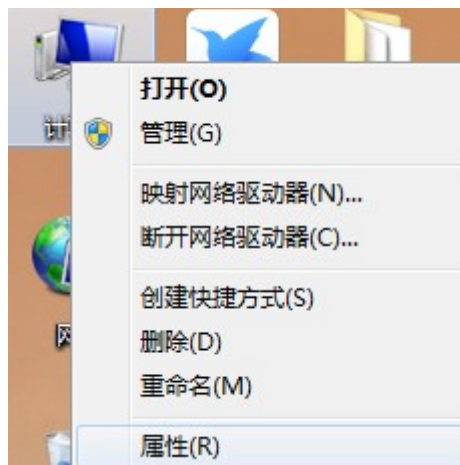 打开(O)
管理(G)
映射网络驱动器(N)...
断开网络驱动器(C)...
创建快捷方式(S)
删除(D)
重命名(M)
属性(R)